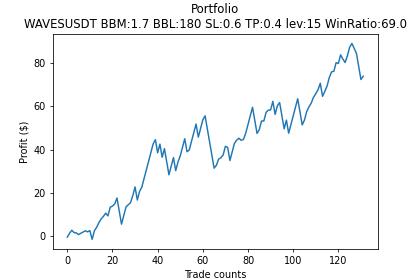 Portfolio
WAVESUSDT BBM:1.7 BBL:180 SL:0.6 TP:0.4 lev:15 WinRatio:69.0
Profit ($)
80
60
40
20
0
0 20 40 60 80 100 120
Trade counts